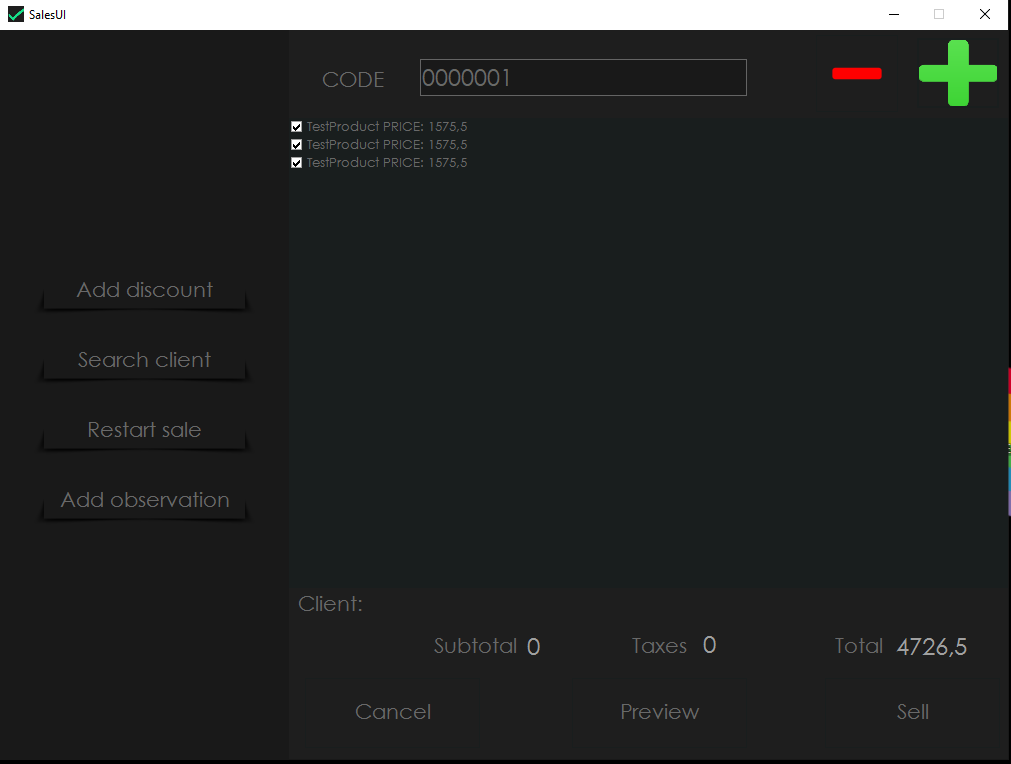 SalesUI
CODE 0000001
TestProduct PRICE: 1575,5
TestProduct PRICE: 1575,5
TestProduct PRICE: 1575,5
Add discount
Search client
Restart sale
Add observation
Client:
Subtotal 0 Taxes 0 Total 4726,5
Cancel Preview Sell